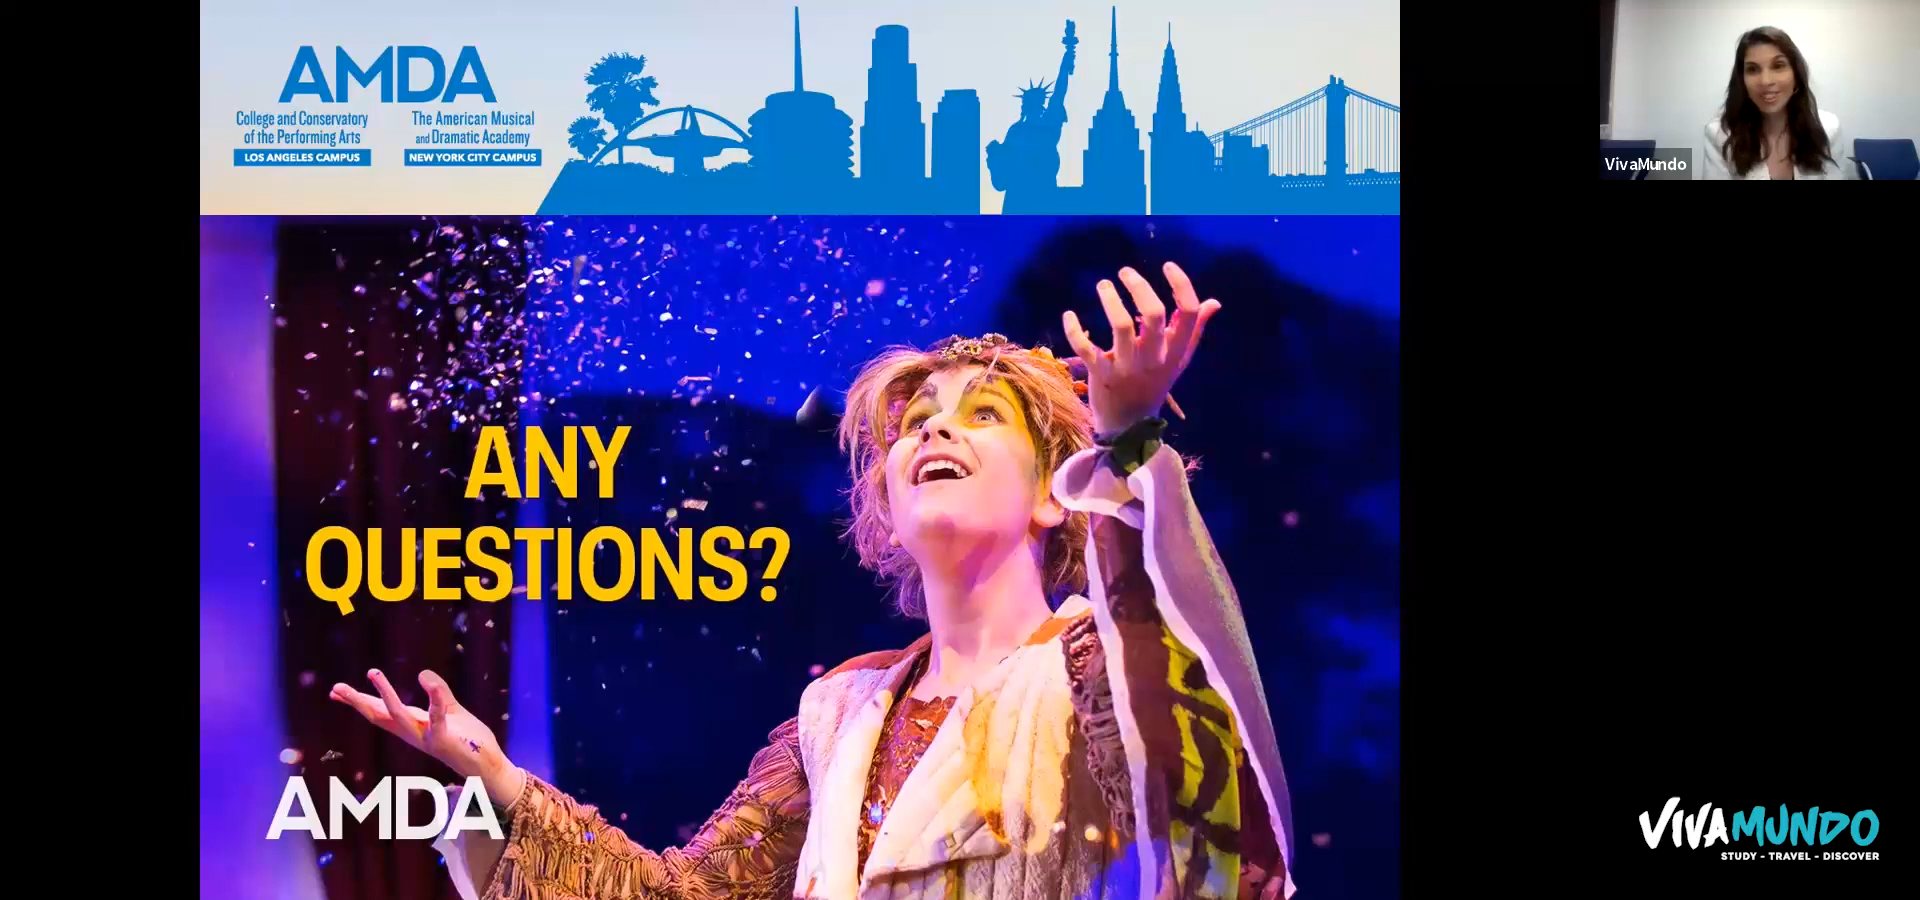 AMDA
College and Conservatory
of the Performing Arts
LOS ANGELES CAMPUS
The American Musical
and Dramatic Academy
NEW YORK CITY CAMPUS
VivaMundo
ANY
QUESTIONS?
AMDA
VIVAMUNDO
STUDY - TRAVEL - DISCOVER